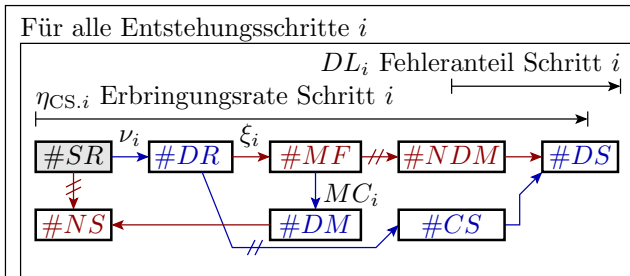 Für alle Entstehungsschritte i
DL_i Fehleranteil Schritt i
η_CS.i Erbringungsrate Schritt i
ν_i ξ_i
#SR #DR #MF #NDM #DS
MC_i
#NS #DM #CS